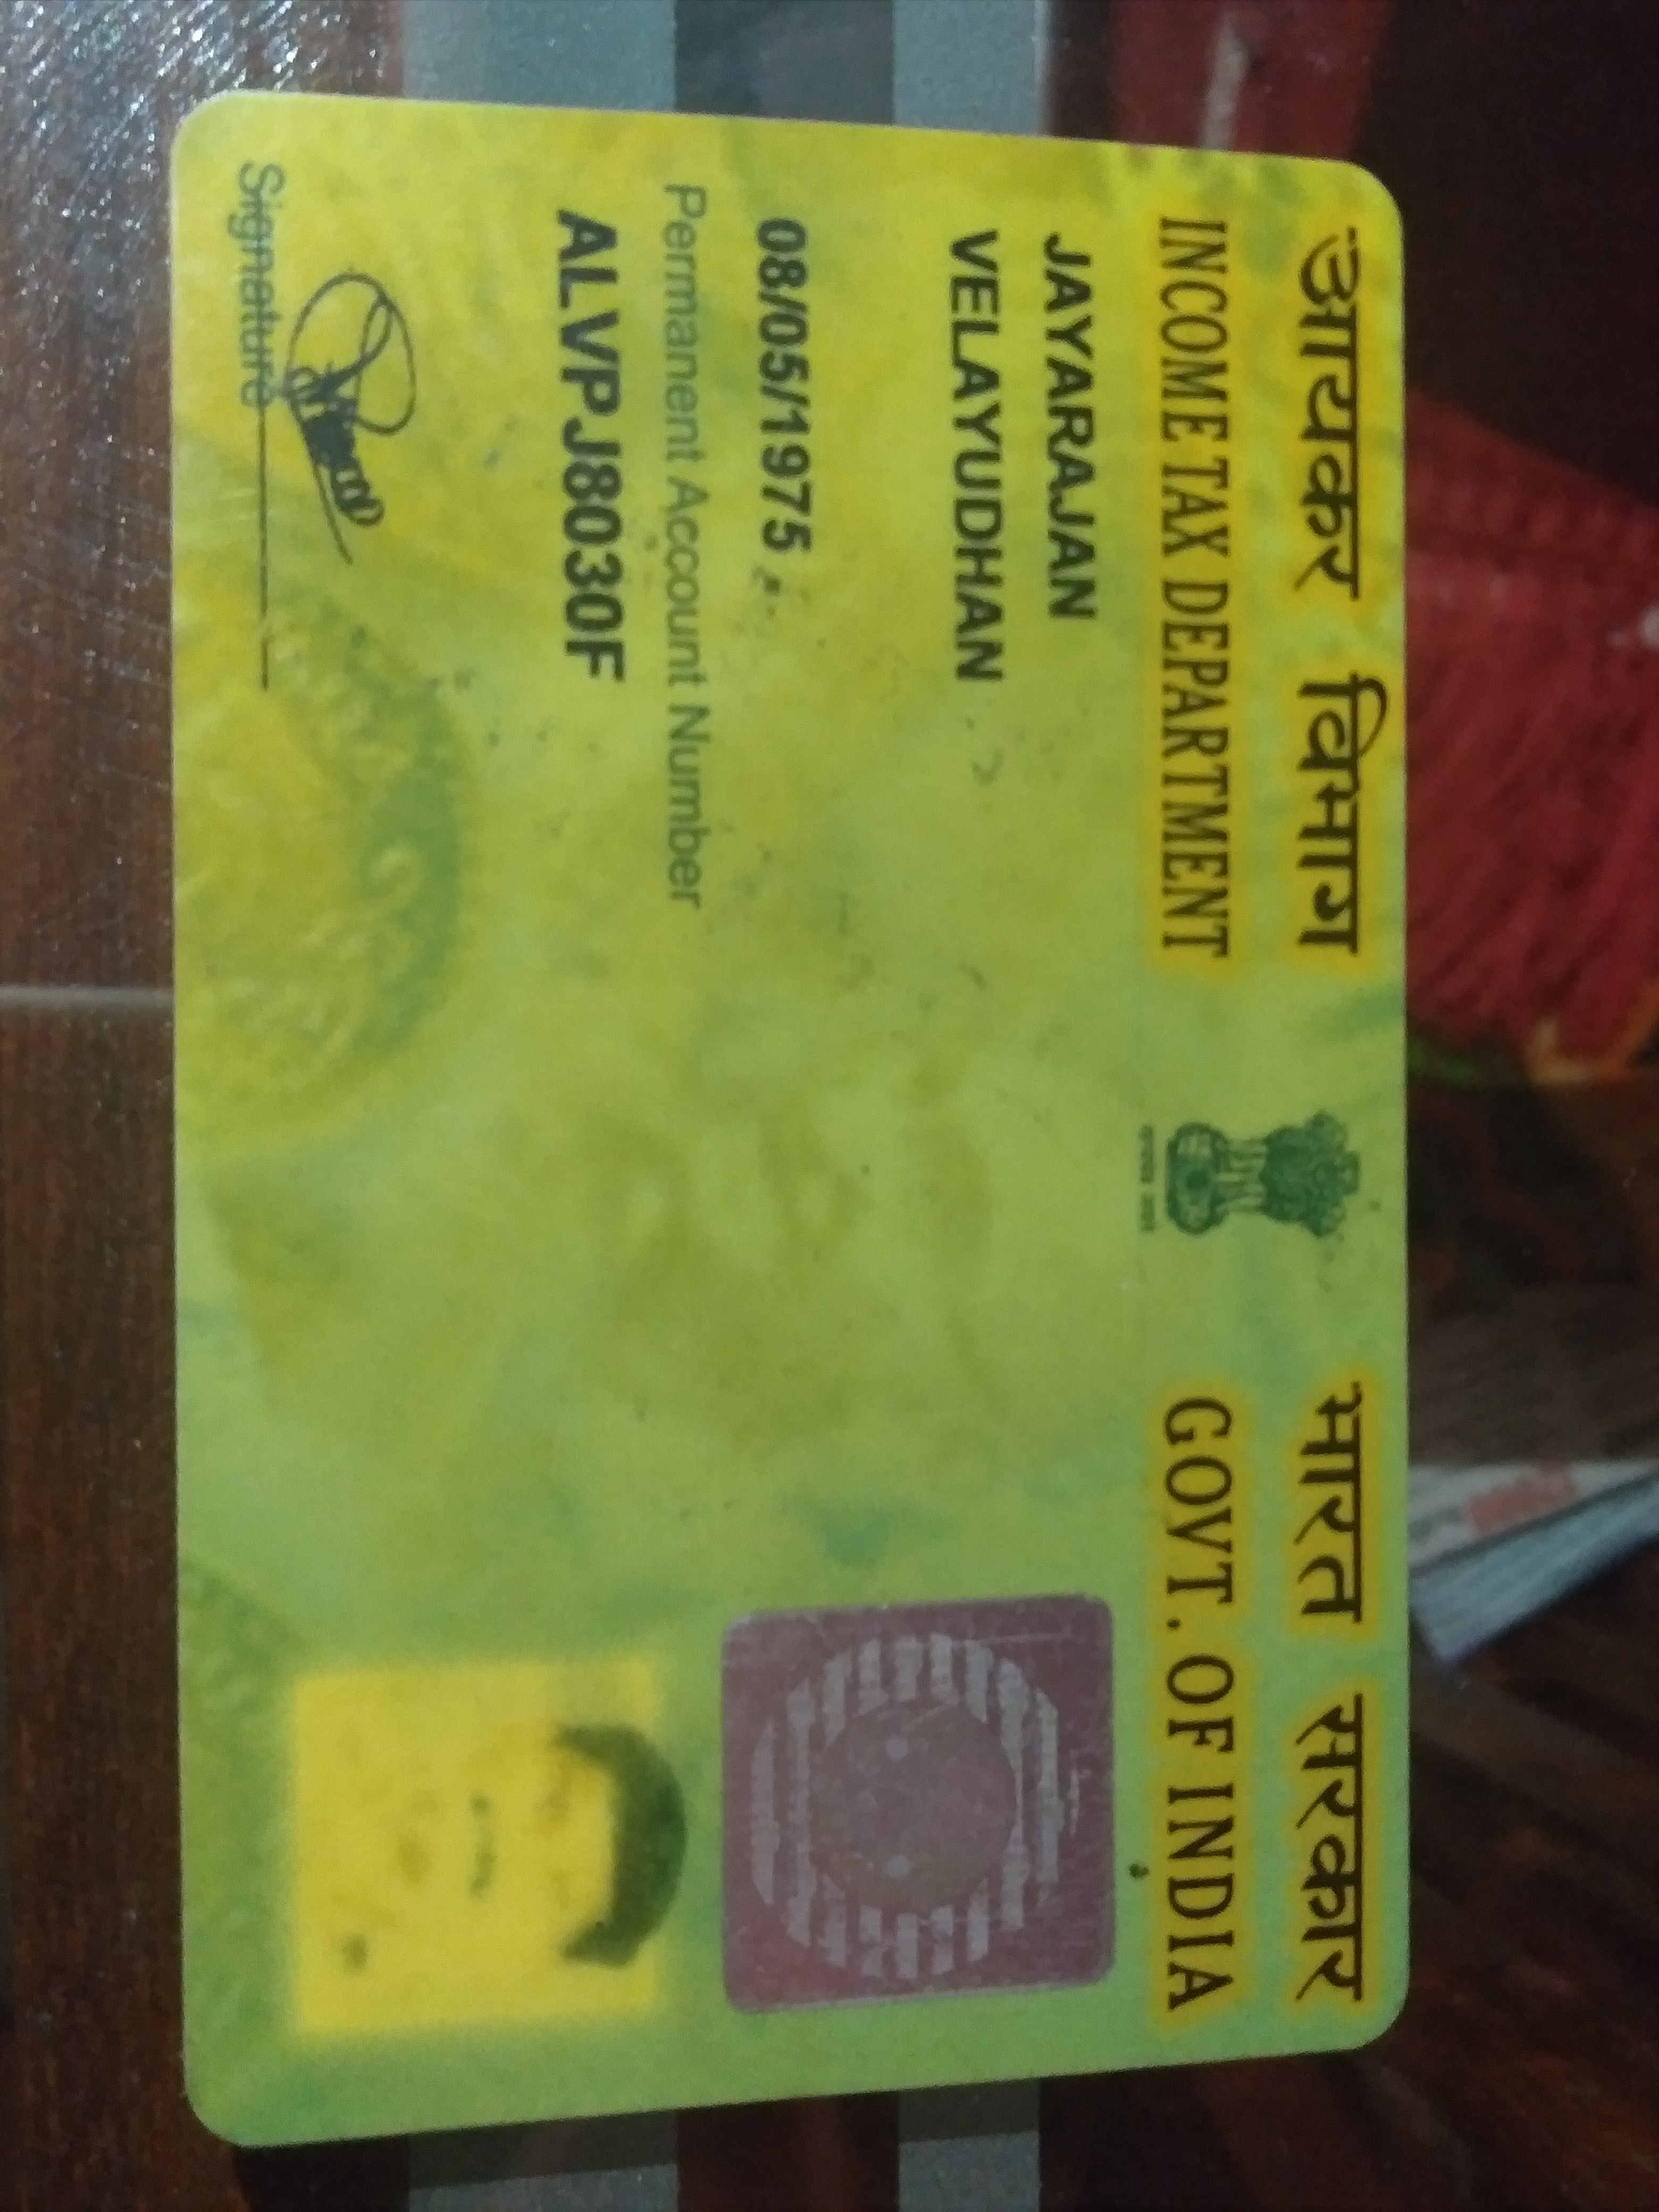 आयकर विभाग
INCOME TAX DEPARTMENT
भारत सरकार
GOVT. OF INDIA
JAYARAJAN
VELAYUDHAN
08/05/1975
Permanent Account Number
ALVPJ8030F
Signature